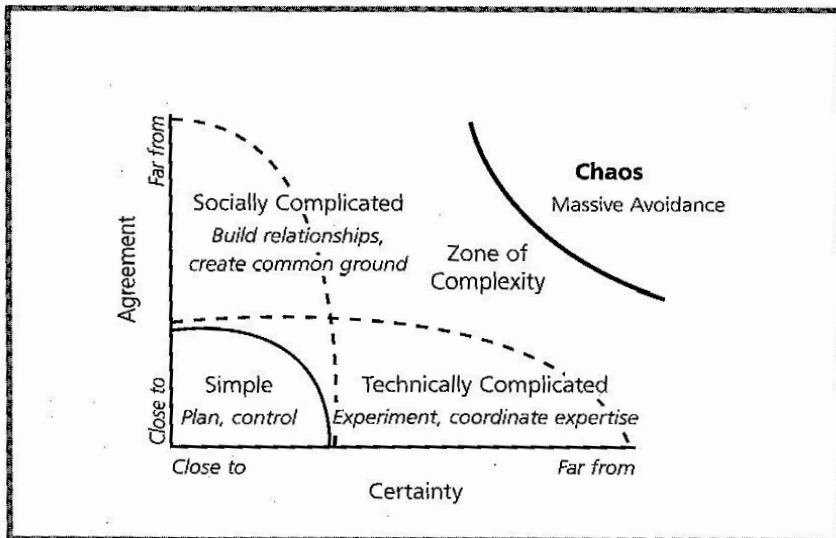 Far from
Agreement
Close to
Chaos
Massive Avoidance
Socially Complicated
Build relationships,
create common ground
Zone of
Complexity
Simple
Plan, control
Technically Complicated
Experiment, coordinate expertise
Close to
Far from
Certainty